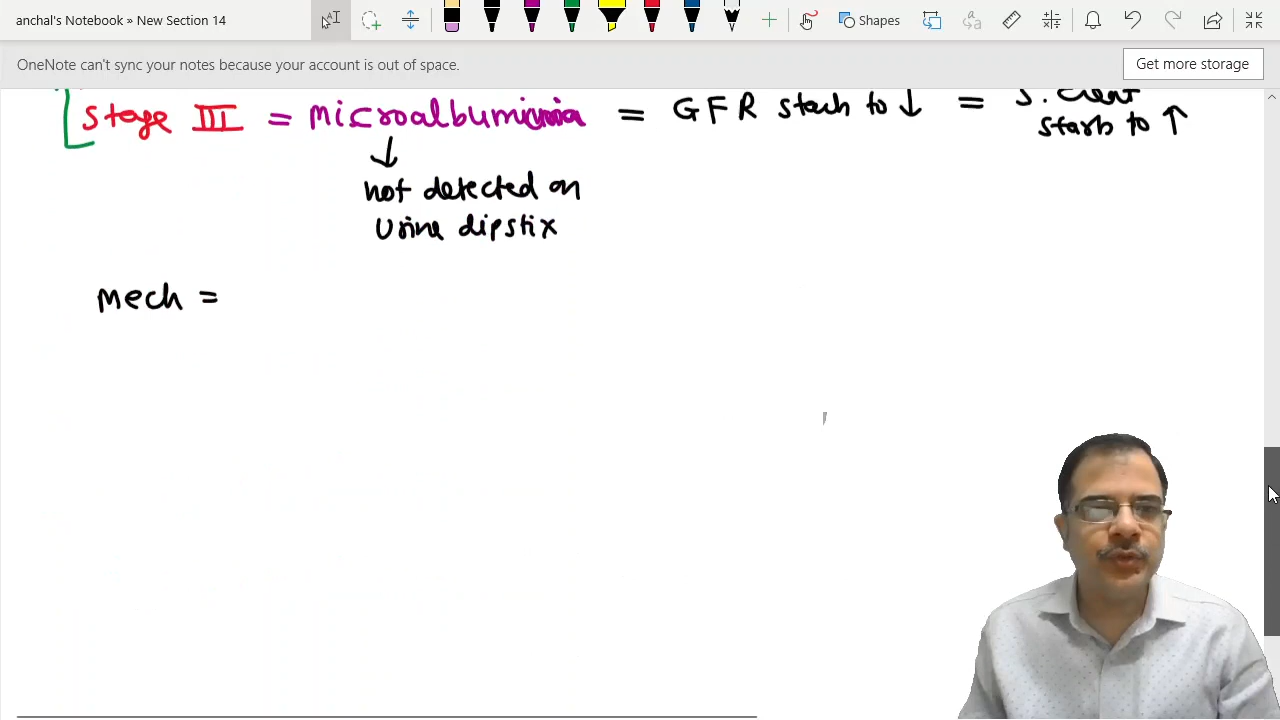 anchal's Notebook » New Section 14
Shapes
OneNote can't sync your notes because your account is out of space.
Get more storage
Stage III = Microalbuminuria = GFR starts to ↓ =
starts to ↑
↓
not detected on
Urine dipstix
Mech =